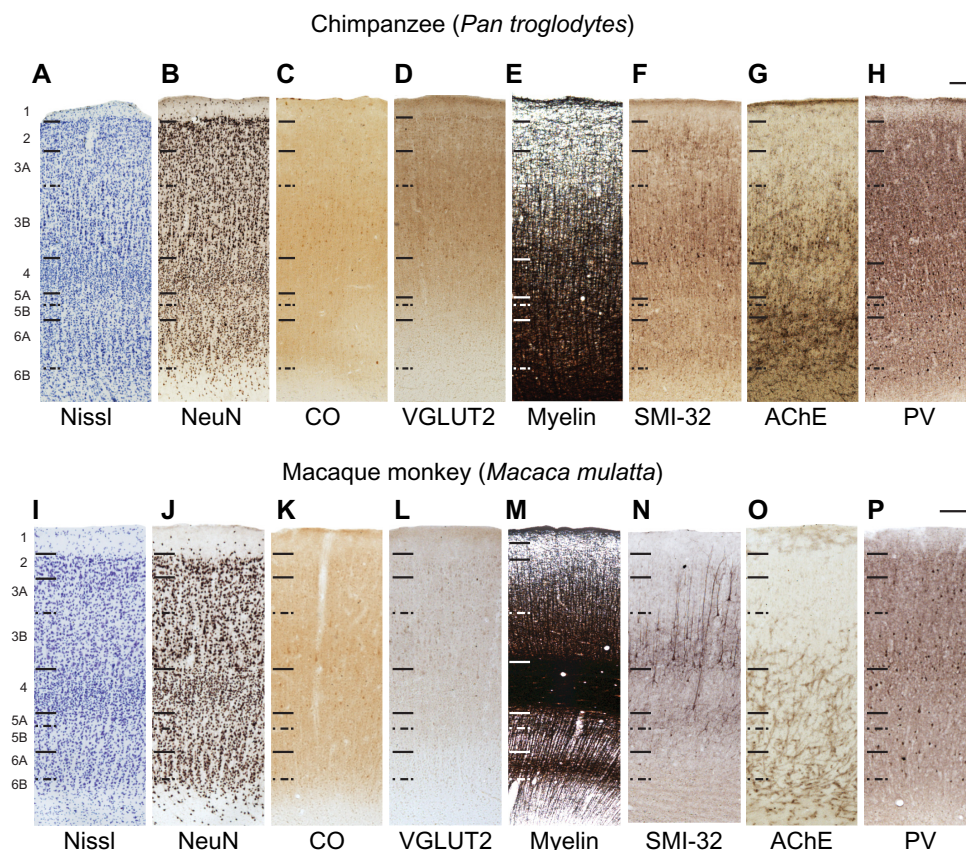 Chimpanzee (Pan troglodytes)
A B C D E F G H
1
2
3A
3B
4
5A
5B
6A
6B
Nissl NeuN CO VGLUT2 Myelin SMI-32 AChE PV
Macaque monkey (Macaca mulatta)
I J K L M N O P
1
2
3A
3B
4
5A
5B
6A
6B
Nissl NeuN CO VGLUT2 Myelin SMI-32 AChE PV